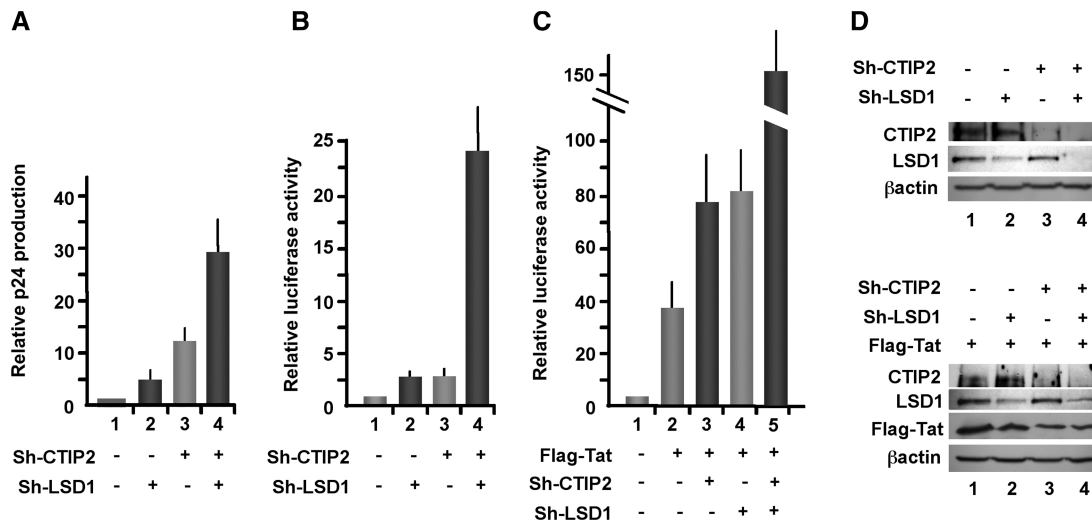 A
Relative p24 production
40
30
20
10
0
1 2 3 4
Sh-CTIP2 - - + +
Sh-LSD1 - + - +
B
Relative luciferase activity
25
20
25
15
10
5
0
1 2 3 4
Sh-CTIP2 - - + +
Sh-LSD1 - + - +
C
Relative luciferase activity
150
100
80
60
40
20
0
1 2 3 4 5
Flag-Tat - + + + +
Sh-CTIP2 - - + - +
Sh-LSD1 - - - + +
D
Sh-CTIP2 - - + +
Sh-LSD1 - + - +
CTIP2
LSD1
βactin
1 2 3 4
Sh-CTIP2 - - + +
Sh-LSD1 - + - +
Flag-Tat + + + +
CTIP2
LSD1
Flag-Tat
βactin
1 2 3 4